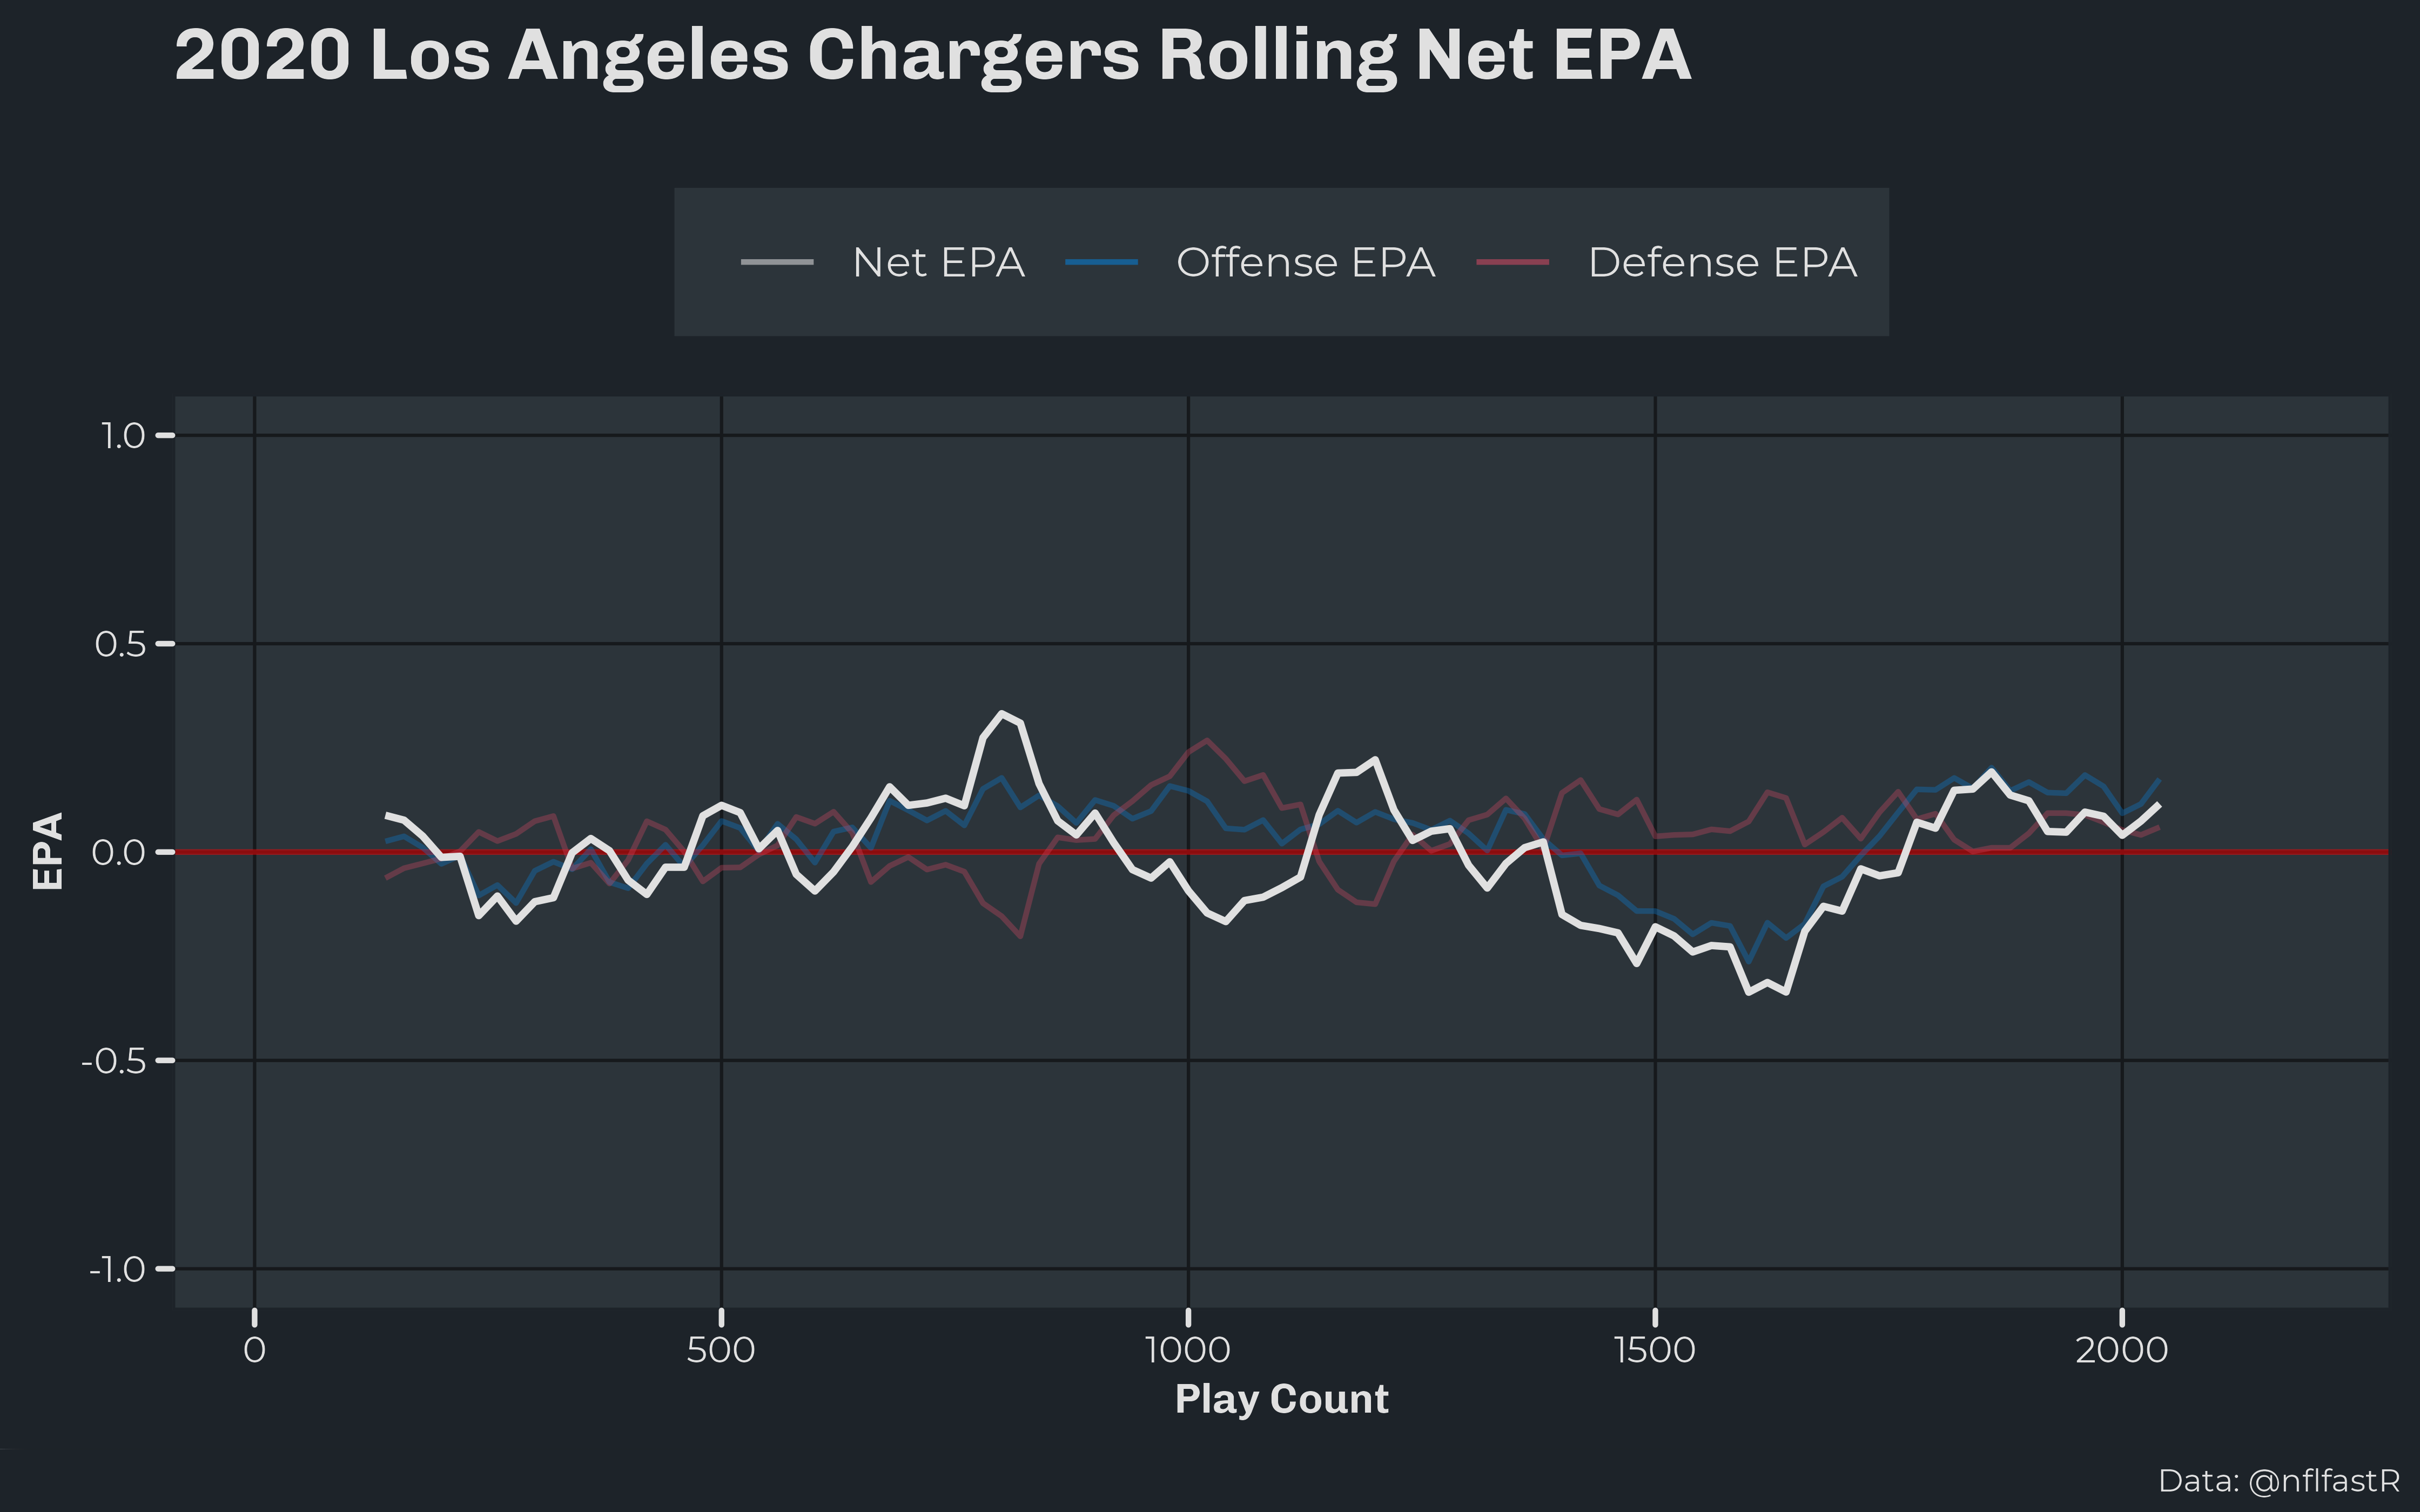 2020 Los Angeles Chargers Rolling Net EPA
Net EPA Offense EPA Defense EPA
1.0
0.5
0.0
-0.5
-1.0
EPA
0 500 1000 1500 2000
Play Count
Data: @nflfastR